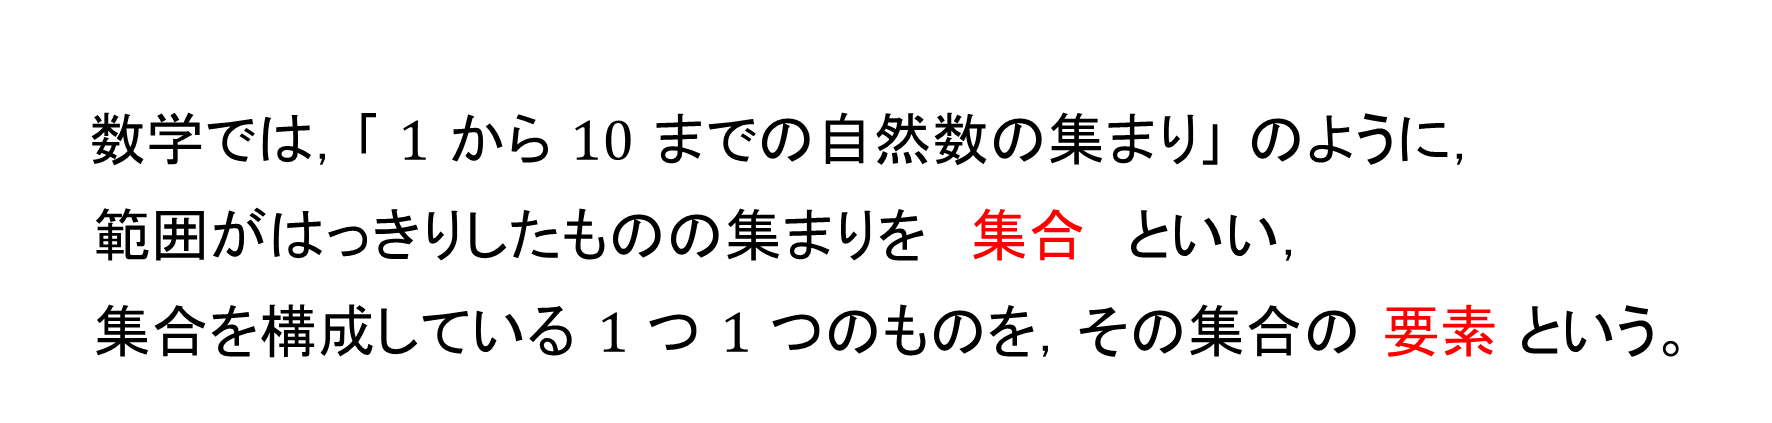 数学では,「 1 から 10 までの自然数の集まり」 のように,
範囲がはっきりしたものの集まりを 集合 といい,
集合を構成している 1 つ 1 つのものを, その集合の 要素 という。